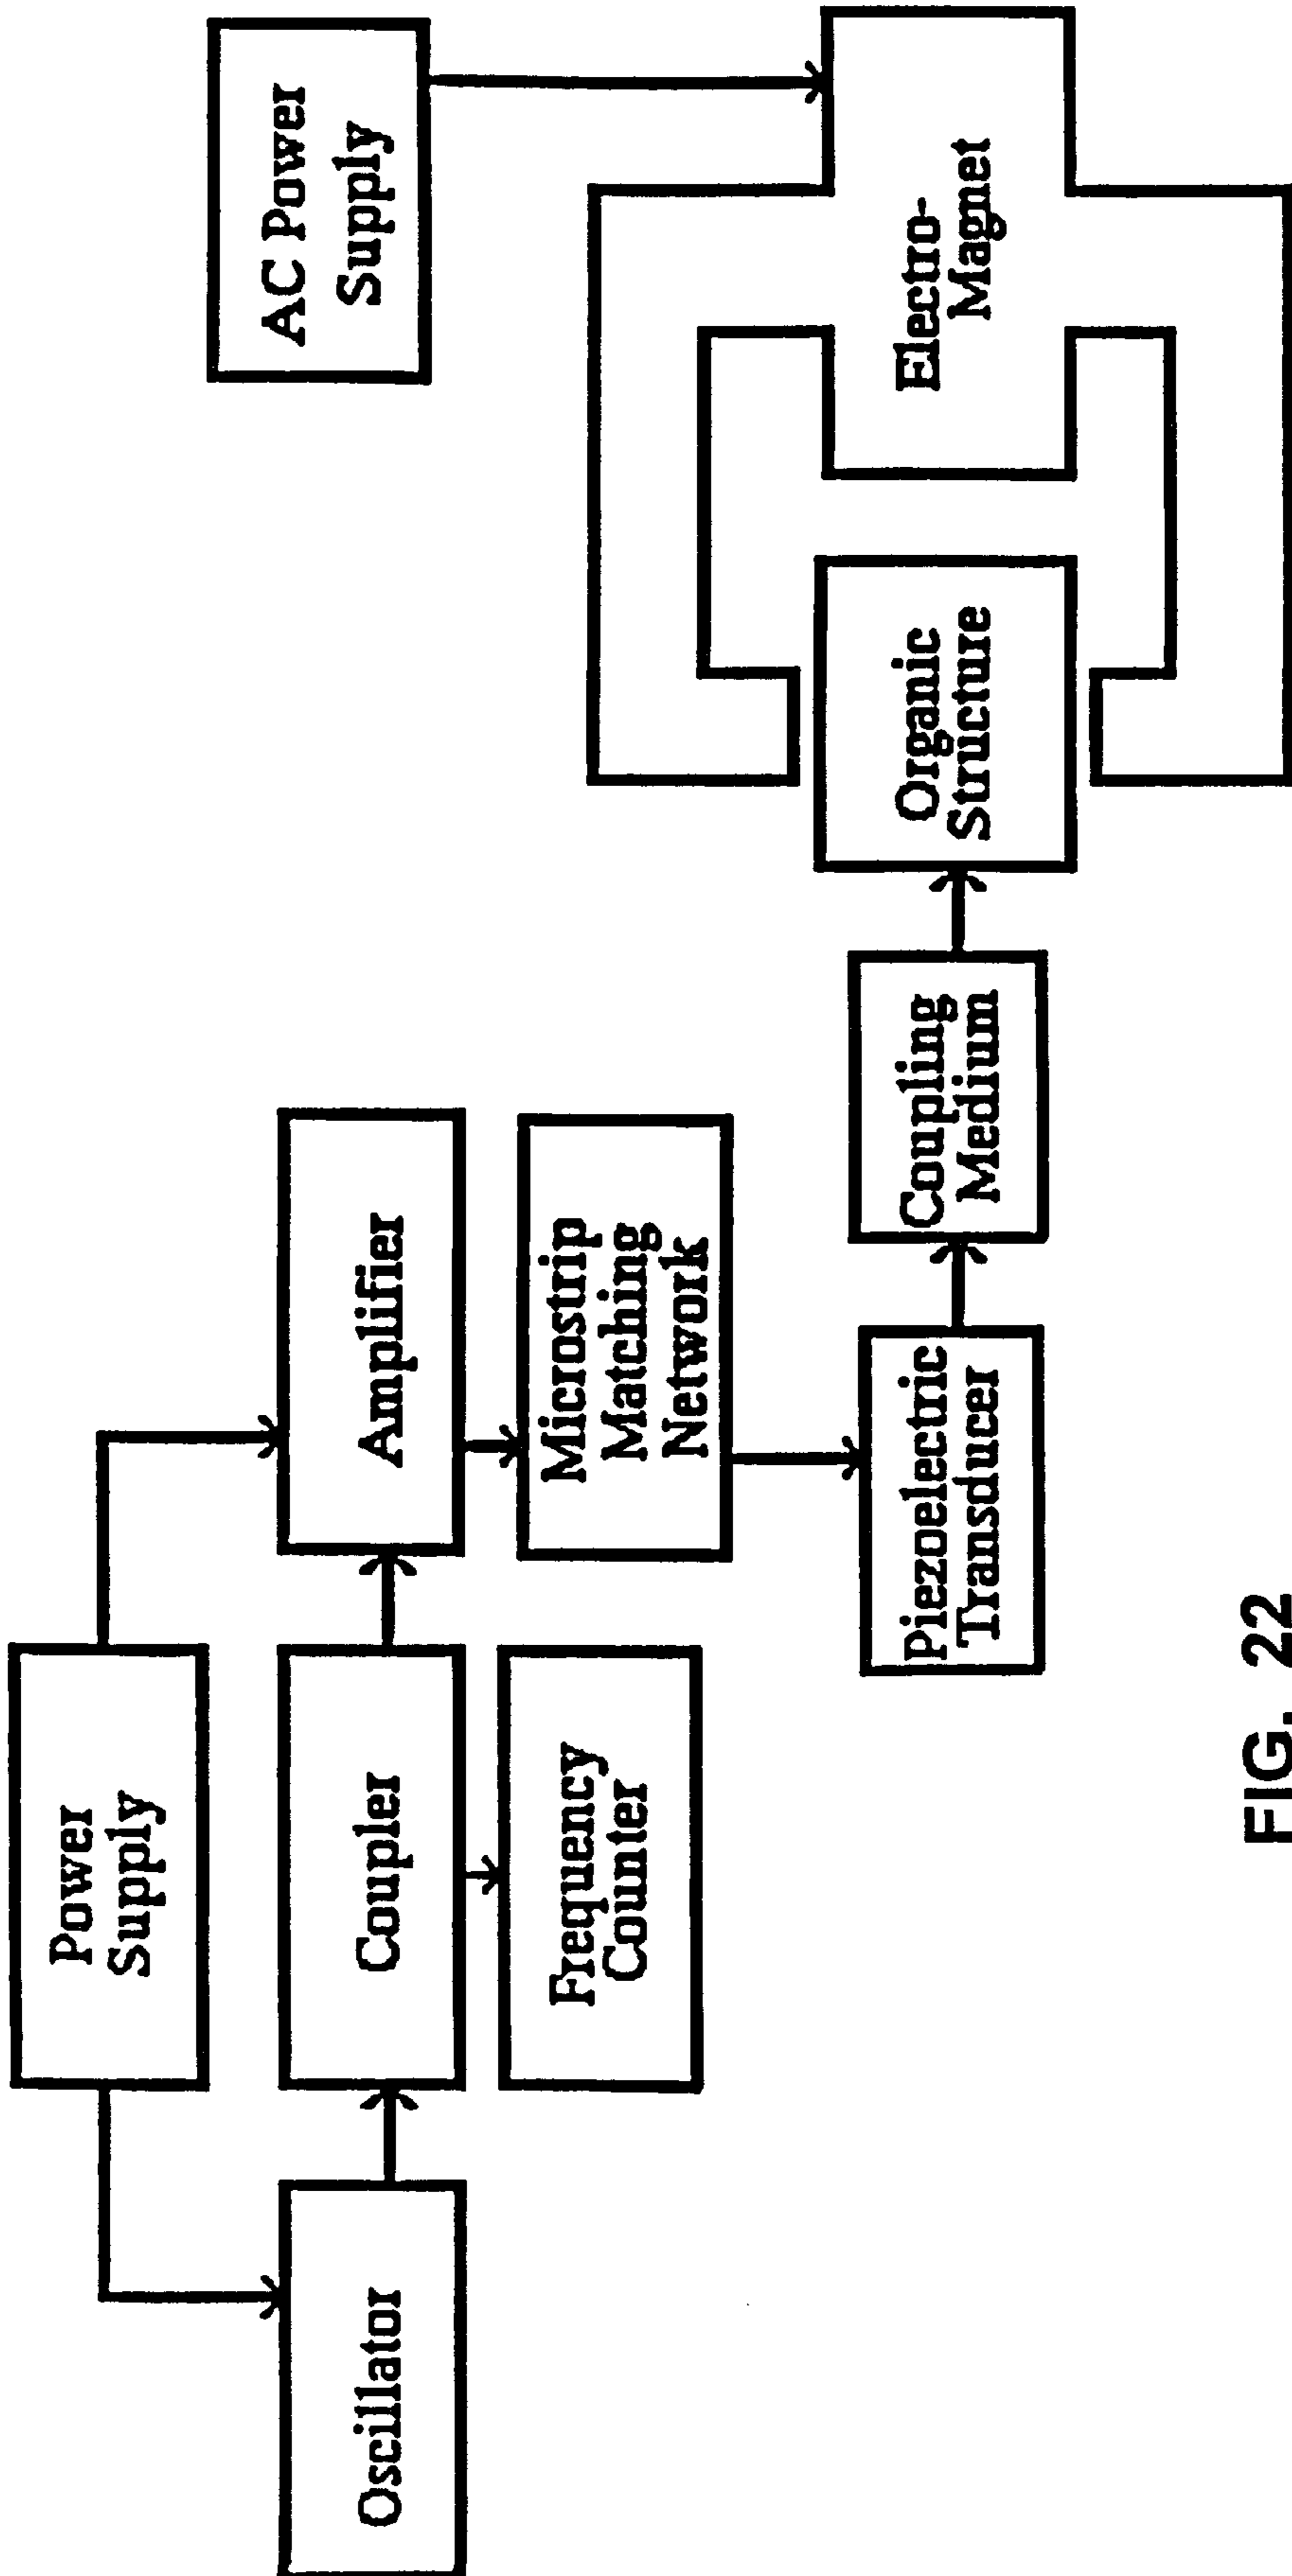 Power
Supply
AC Power
Supply
Oscillator
Coupler
Amplifier
Frequency
Counter
Microstrip
Matching
Network
Piezoelectric
Transducer
Coupling
Medium
Organic
Structure
Electro-
Magnet
FIG. 22